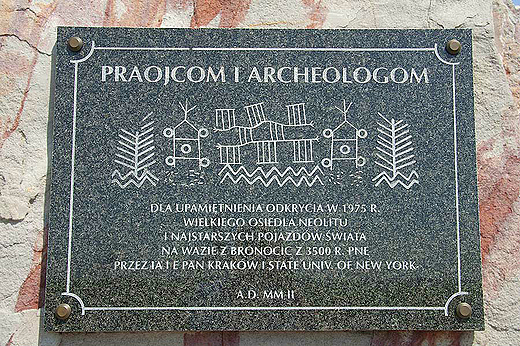 PRAOJCOM I ARCHEOLOGOM
DLA UPAMIĘTNIENIA ODKRYCIA W 1975 R.
WIELKIEGO OSIEDLA NEOLITU
I NAJSTARSZYCH POJAZDÓW ŚWIATA
NA WAZIE Z BRONOCIC Z 3500 R. PNE
PRZEZ IA I E PAN KRAKÓW I STATE UNIV. OF NEW YORK
A.D. MM II